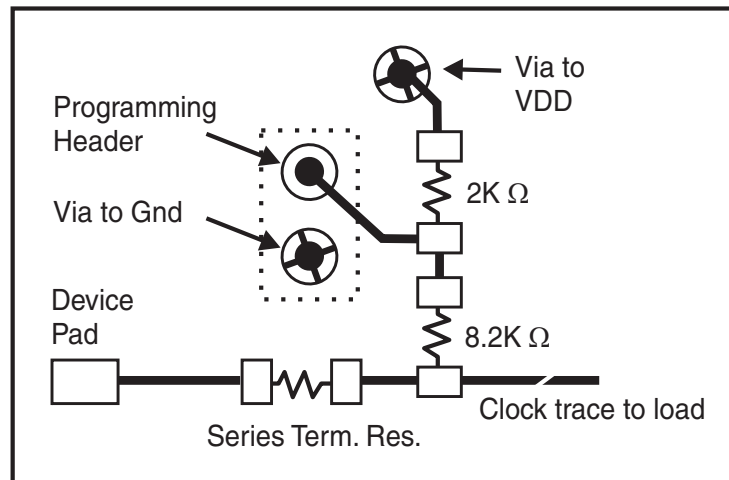 Via to
VDD
Programming
Header
2K Ω
Via to Gnd
Device
Pad
8.2K Ω
Clock trace to load
Series Term. Res.